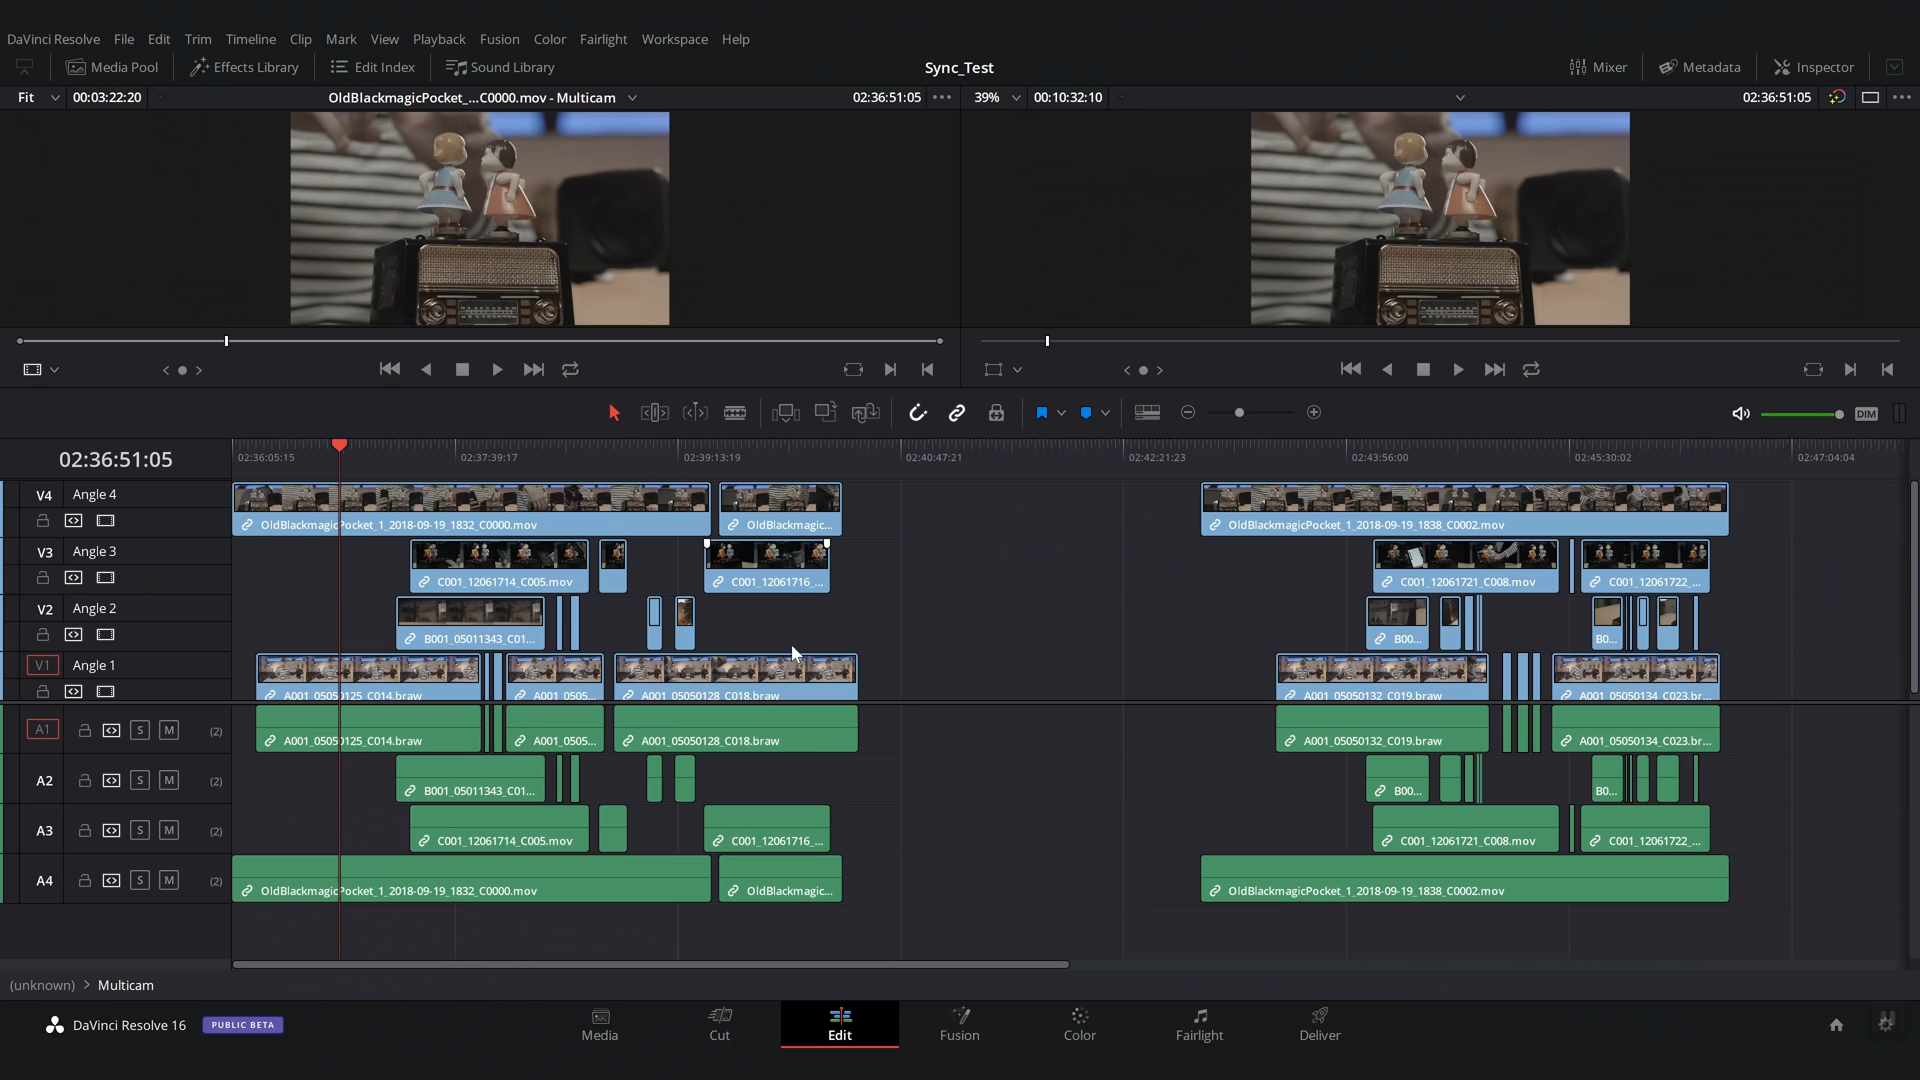 DaVinci Resolve File Edit Trim Timeline Clip Mark View Playback Fusion Color Fairlight Workspace Help
Media Pool Effects Library Edit Index Sound Library Sync_Test Mixer Metadata Inspector
Fit 00:03:22:20 OldBlackmagicPocket_...C0000.mov - Multicam 02:36:51:05 39% 00:10:32:10 02:36:51:05
DIM
02:36:51:05 02:36:05:15 02:37:39:17 02:39:13:19 02:40:47:21 02:42:21:23 02:43:56:00 02:45:30:02 02:47:04:04
V4 Angle 4
OldBlackmagicPocket_1_2018-09-19_1832_C0000.mov OldBlackmagic... OldBlackmagicPocket_1_2018-09-19_1838_C0002.mov
V3 Angle 3
C001_12061714_C005.mov C001_12061716_... C001_12061721_C008.mov C001_12061722_...
V2 Angle 2
B001_05011343_C01... B00... B0...
V1 Angle 1
A001_05050125_C014.braw A001_0505... A001_05050128_C018.braw A001_05050132_C019.braw A001_05050134_C023.br...
A1 S M (2)
A001_05050125_C014.braw A001_0505... A001_05050128_C018.braw A001_05050132_C019.braw A001_05050134_C023.br...
A2 S M (2)
B001_05011343_C01... B00... B0...
A3 S M (2)
C001_12061714_C005.mov C001_12061716_... C001_12061721_C008.mov C001_12061722_...
A4 S M (2)
OldBlackmagicPocket_1_2018-09-19_1832_C0000.mov OldBlackmagic... OldBlackmagicPocket_1_2018-09-19_1838_C0002.mov
(unknown) > Multicam
DaVinci Resolve 16 PUBLIC BETA Media Cut Edit Fusion Color Fairlight Deliver